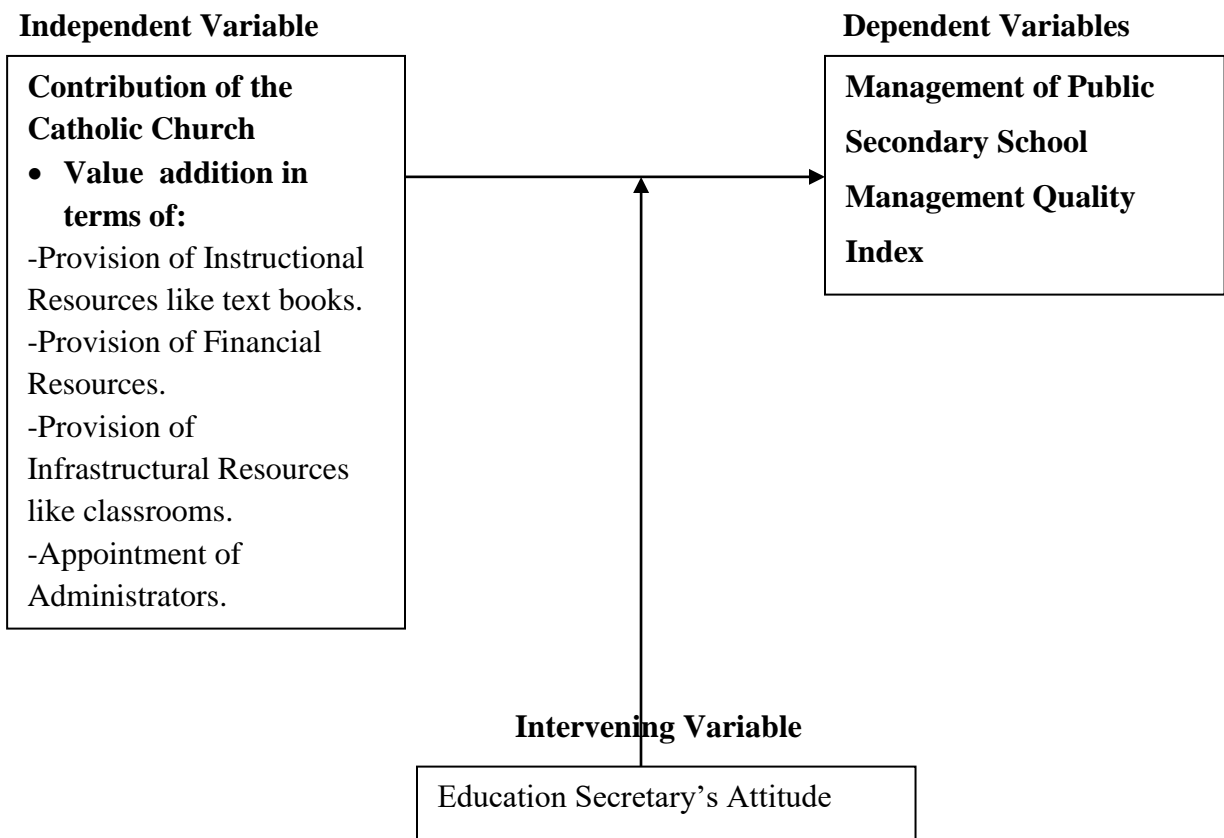 Independent Variable
Dependent Variables
Contribution of the
Catholic Church
• Value addition in
terms of:
-Provision of Instructional
Resources like text books.
-Provision of Financial
Resources.
-Provision of
Infrastructural Resources
like classrooms.
-Appointment of
Administrators.
Management of Public
Secondary School
Management Quality
Index
Intervening Variable
Education Secretary’s Attitude